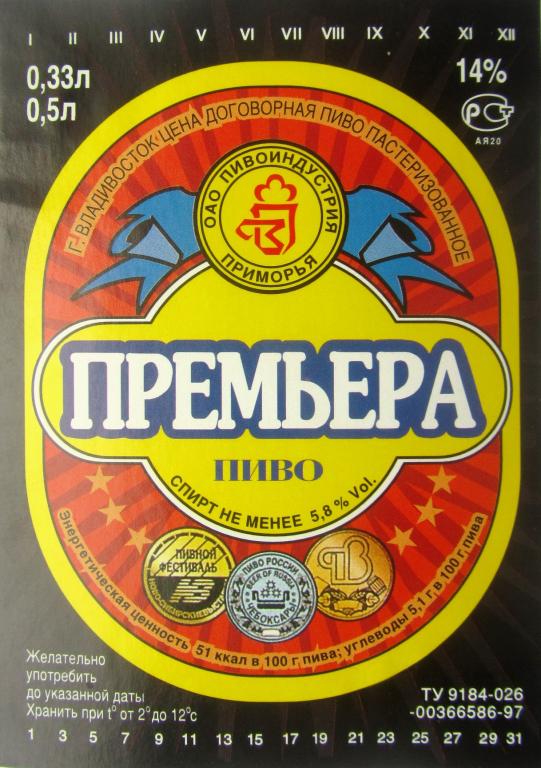 I II III IV V VI VII VIII IX X XI XII
0,33л
0,5л
14%
РСТ
АЯ20
Г. ВЛАДИВОСТОК ЦЕНА ДОГОВОРНАЯ ПИВО ПАСТЕРИЗОВАННОЕ
ОАО ПИВОИНДУСТРИЯ
ПРИМОРЬЯ
ПРЕМЬЕРА
ПИВО
СПИРТ НЕ МЕНЕЕ 5,8% Vol.
ПИВНОЙ
ФЕСТИВАЛЬ
ПИВО РОССИИ
BEER OF RUSSIA
ЧЕБОКСАРЫ
Энергетическая ценность 51 ккал в 100 г пива; углеводы 5,1 г в 100 г пива
Желательно
употребить
до указанной даты
Хранить при t° от 2° до 12°с
ТУ 9184-026
-00366586-97
1 3 5 7 9 11 13 15 17 19 21 23 25 27 29 31